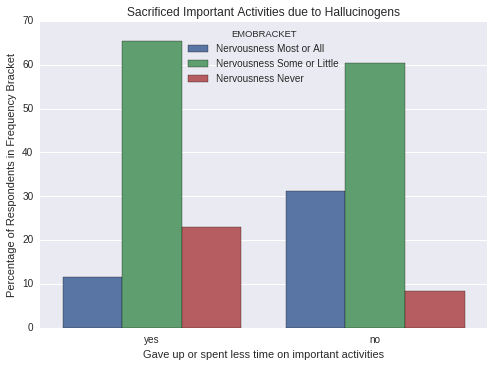 Sacrificed Important Activities due to Hallucinogens
EMOBRACKET
Nervousness Most or All
Nervousness Some or Little
Nervousness Never
Percentage of Respondents in Frequency Bracket
70
60
50
40
30
20
10
0
yes
no
Gave up or spent less time on important activities